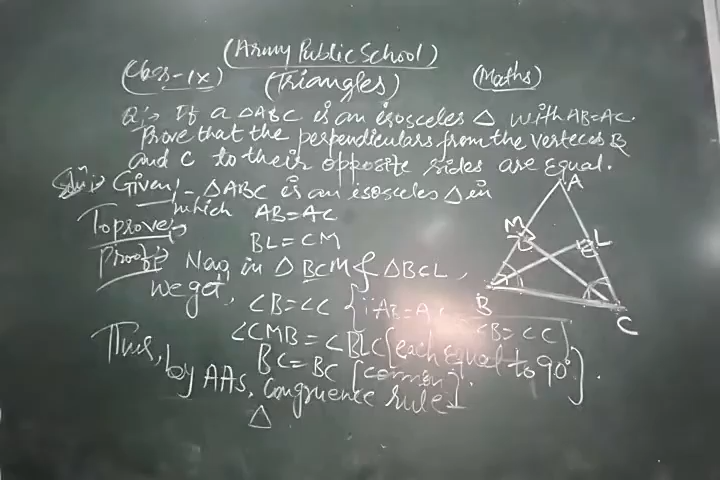 (Army Public School)
(Class-IX) (Triangles) (Maths)
Q:→ If a △ABC is an isosceles △ with AB=AC.
Prove that the perpendiculars from the verteces B
and C to their opposite sides are equal.
Soln:- Given:- △ABC is an isosceles △ in
which AB=AC
To prove:-
BL=CM
Proof:- Now in △BCM & △BCL,
we get,
∠B=∠C {∵AB=AC
∠B=∠C}
∠CMB=∠BLC [each equal to 90°].
BC=BC [common].
Thus, by AAS, congruence rule
△
A
M
L
B
C